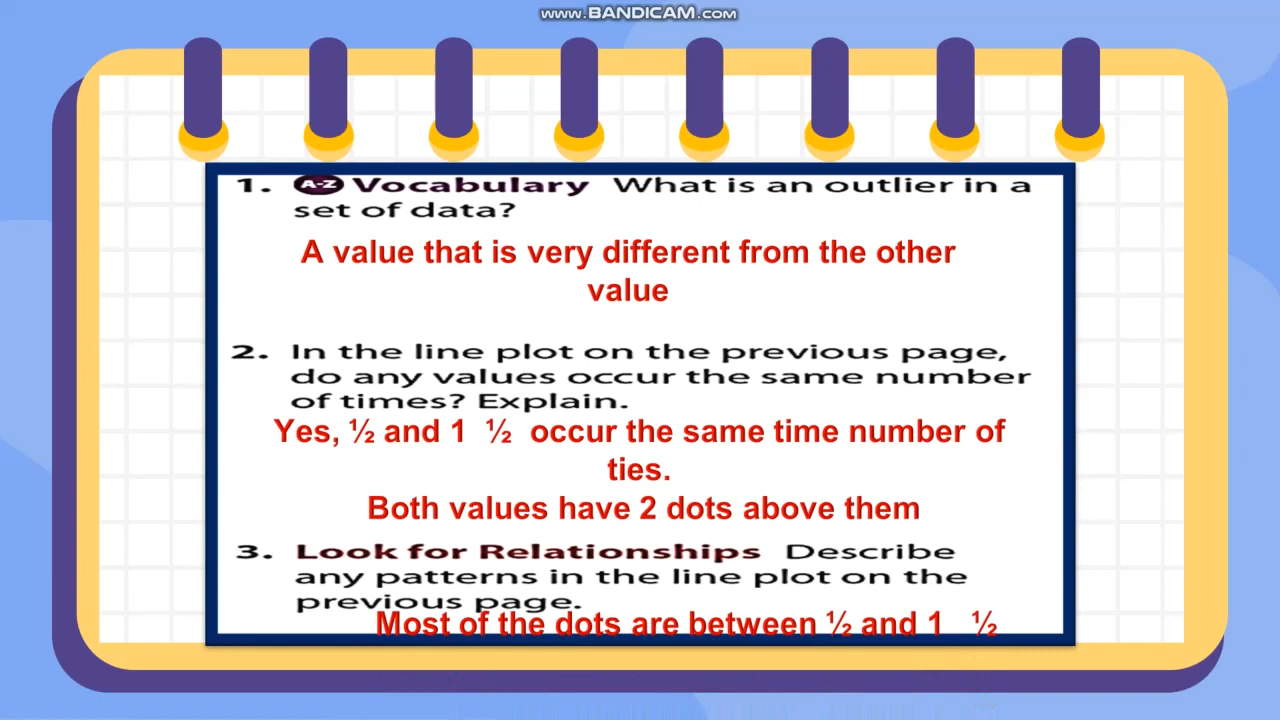 www.BANDICAM.com
1. A-Z Vocabulary What is an outlier in a
set of data?
A value that is very different from the other
value
2. In the line plot on the previous page,
do any values occur the same number
of times? Explain.
Yes, ½ and 1 ½ occur the same time number of
ties.
Both values have 2 dots above them
3. Look for Relationships Describe
any patterns in the line plot on the
previous page.
Most of the dots are between ½ and 1 ½